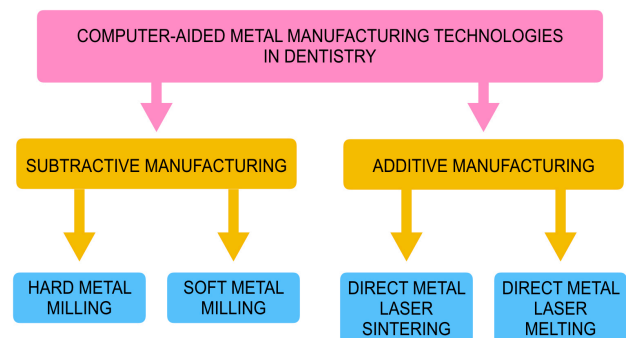 COMPUTER-AIDED METAL MANUFACTURING TECHNOLOGIES
IN DENTISTRY
SUBTRACTIVE MANUFACTURING
ADDITIVE MANUFACTURING
HARD METAL
MILLING
SOFT METAL
MILLING
DIRECT METAL
LASER
SINTERING
DIRECT METAL
LASER
MELTING